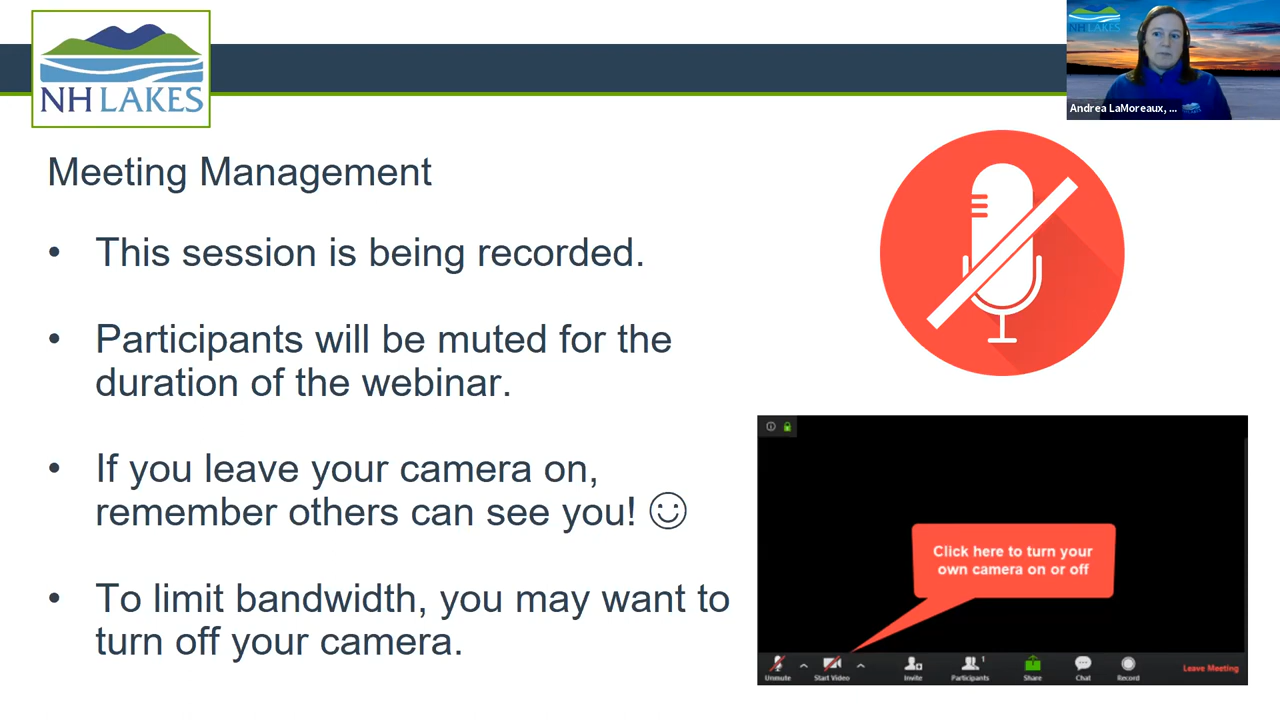 NH LAKES
NH LAKES
Andrea LaMoreaux, ...
Meeting Management
• This session is being recorded.
• Participants will be muted for the
duration of the webinar.
• If you leave your camera on,
remember others can see you! ☺
• To limit bandwidth, you may want to
turn off your camera.
Click here to turn your
own camera on or off
Unmute
Start Video
Invite
1
Participants
Share
Chat
Record
Leave Meeting